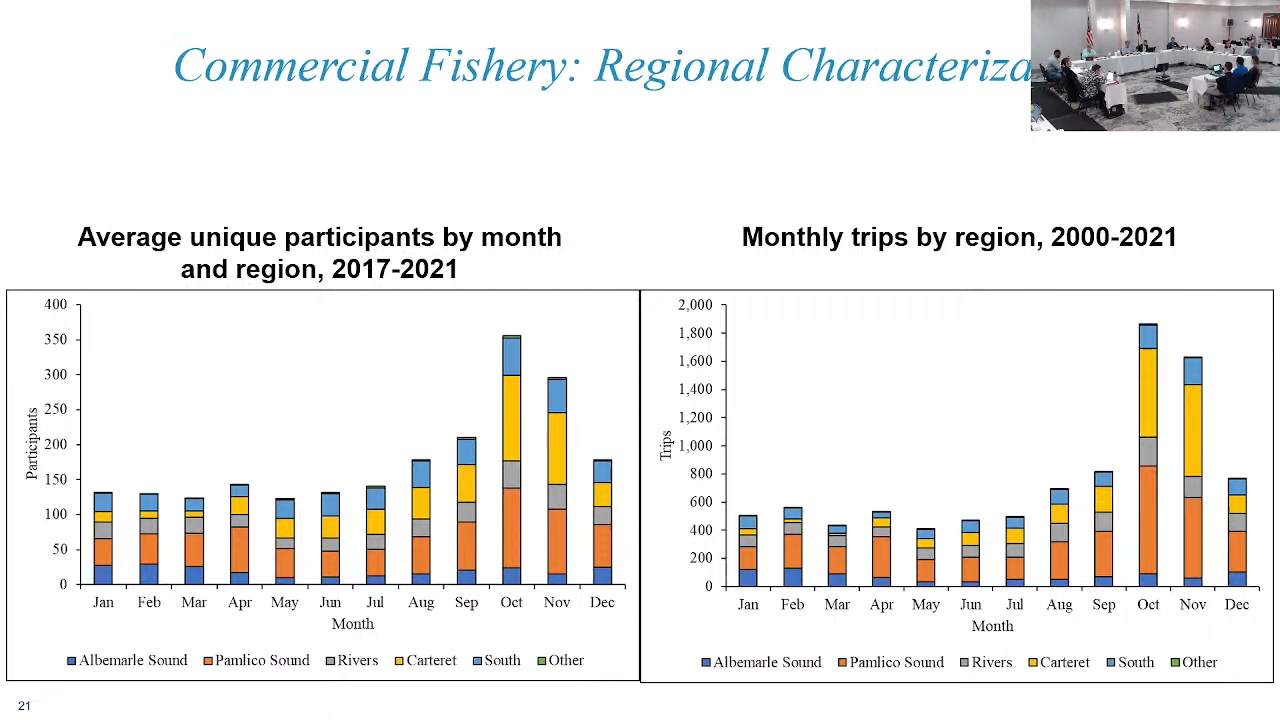 Commercial Fishery: Regional Characteriza
Average unique participants by month
and region, 2017-2021
400
350
300
250
200
150
100
50
0
Participants
Jan Feb Mar Apr May Jun Jul Aug Sep Oct Nov Dec
Month
Albemarle Sound Pamlico Sound Rivers Carteret South Other
Monthly trips by region, 2000-2021
2,000
1,800
1,600
1,400
1,200
1,000
800
600
400
200
0
Trips
Jan Feb Mar Apr May Jun Jul Aug Sep Oct Nov Dec
Month
Albemarle Sound Pamlico Sound Rivers Carteret South Other
21